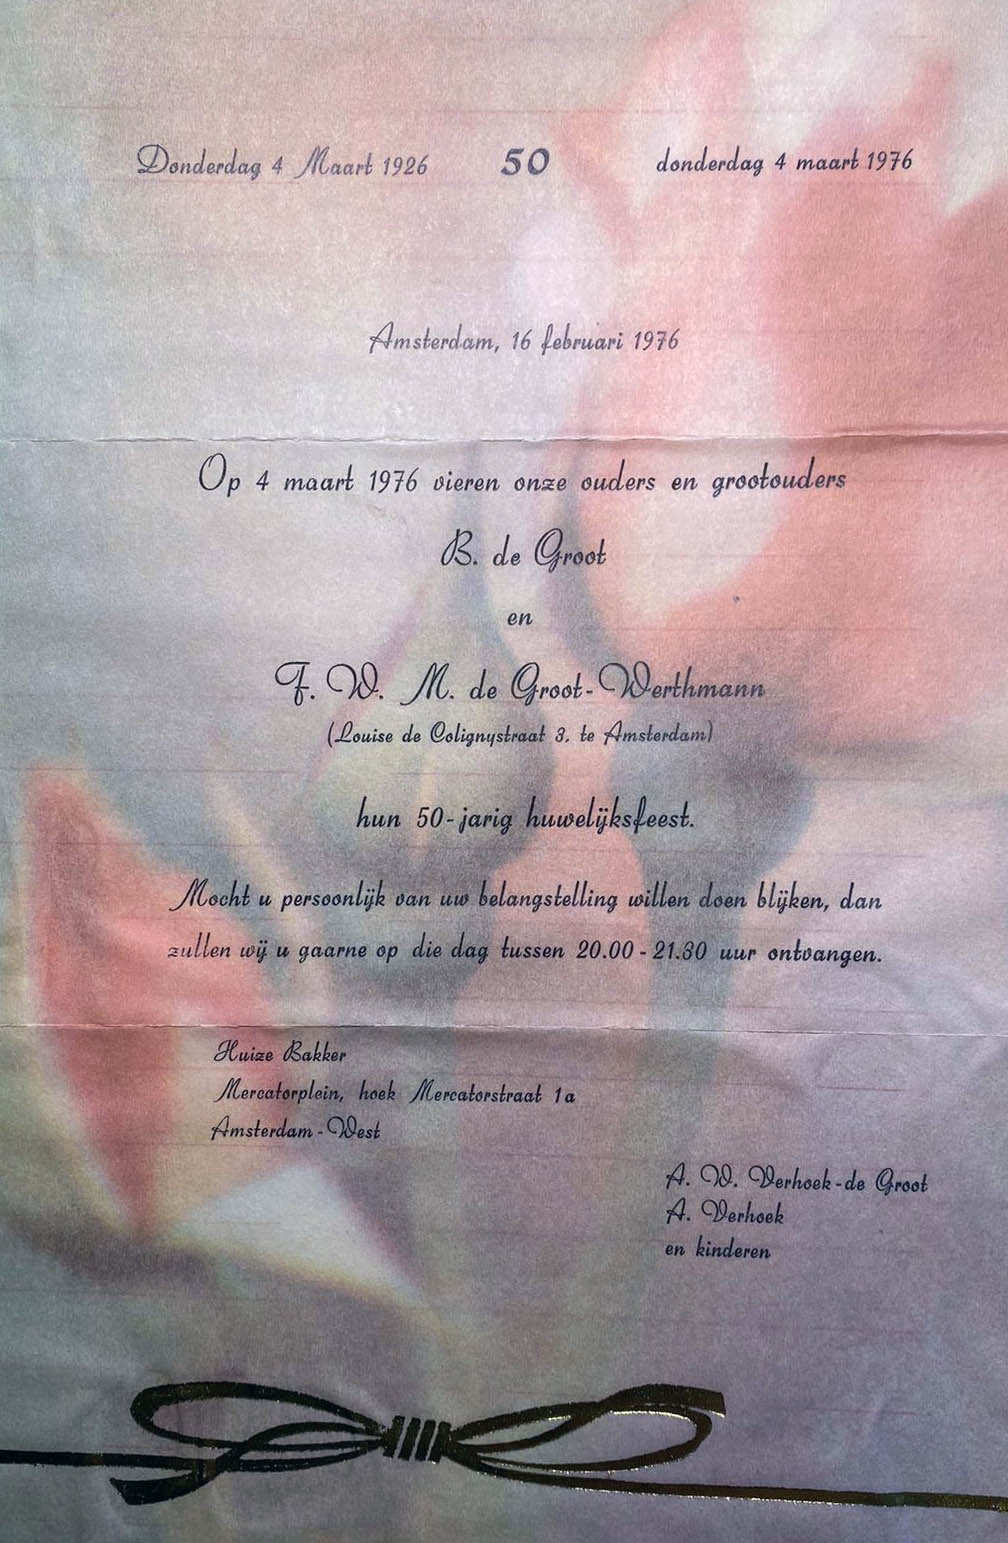 Donderdag 4 Maart 1926 50 donderdag 4 maart 1976
Amsterdam, 16 februari 1976
Op 4 maart 1976 vieren onze ouders en grootouders
B. de Groot
en
F. W. M. de Groot-Werthmann
(Louise de Colignystraat 3. te Amsterdam)
hun 50-jarig huwelijksfeest.
Mocht u persoonlijk van uw belangstelling willen doen blijken, dan
zullen wij u gaarne op die dag tussen 20.00 - 21.30 uur ontvangen.
Huize Bakker
Mercatorplein, hoek Mercatorstraat 1a
Amsterdam-West
A. W. Verhoek-de Groot
A. Verhoek
en kinderen